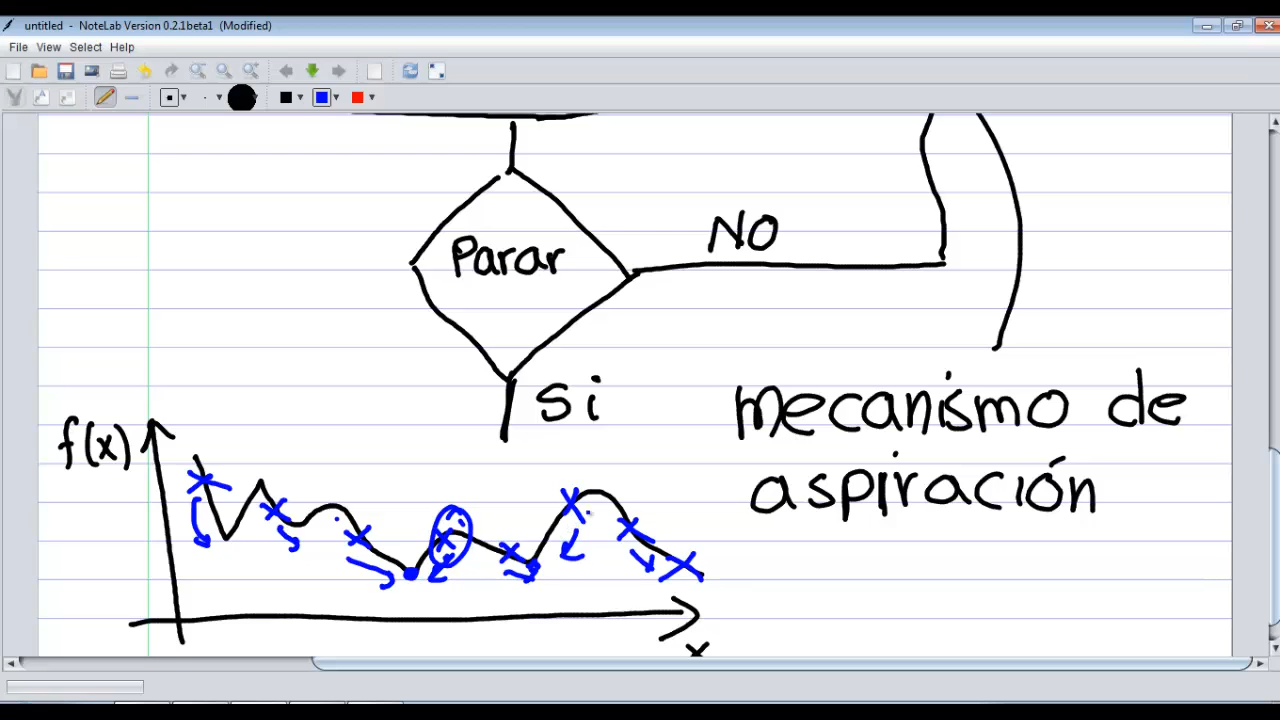 untitled - NoteLab Version 0.2.1beta1 (Modified)
File View Select Help
NO
Parar
Si
mecanismo de
aspiración
f(x)
x